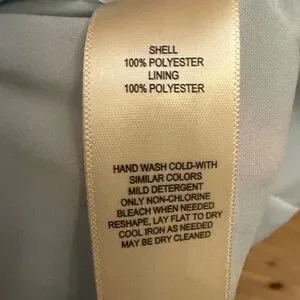 SHELL
100% POLYESTER
LINING
100% POLYESTER
HAND WASH COLD-WITH
SIMILAR COLORS
MILD DETERGENT
ONLY NON-CHLORINE
BLEACH WHEN NEEDED
RESHAPE, LAY FLAT TO DRY
COOL IRON AS NEEDED
MAY BE DRY CLEANED